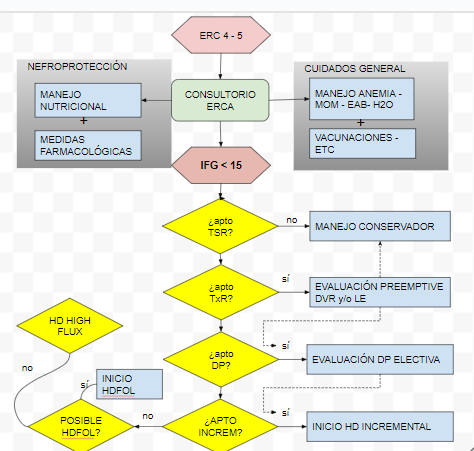 ERC 4 - 5
NEFROPROTECCIÓN
CUIDADOS GENERAL
MANEJO
NUTRICIONAL
+
MEDIDAS
FARMACOLÓGICAS
CONSULTORIO
ERCA
MANEJO ANEMIA -
MOM - EAB- H2O
+
VACUNACIONES -
ETC
IFG < 15
¿apto
TSR?
no
MANEJO CONSERVADOR
¿apto
TxR?
sí
EVALUACIÓN PREEMPTIVE
DVR y/o LE
HD HIGH
FLUX
¿apto
DP?
sí
EVALUACIÓN DP ELECTIVA
no
sí
INICIO
HDFOL
POSIBLE
HDFOL?
no
¿APTO
INCREM?
sí
INICIO HD INCREMENTAL